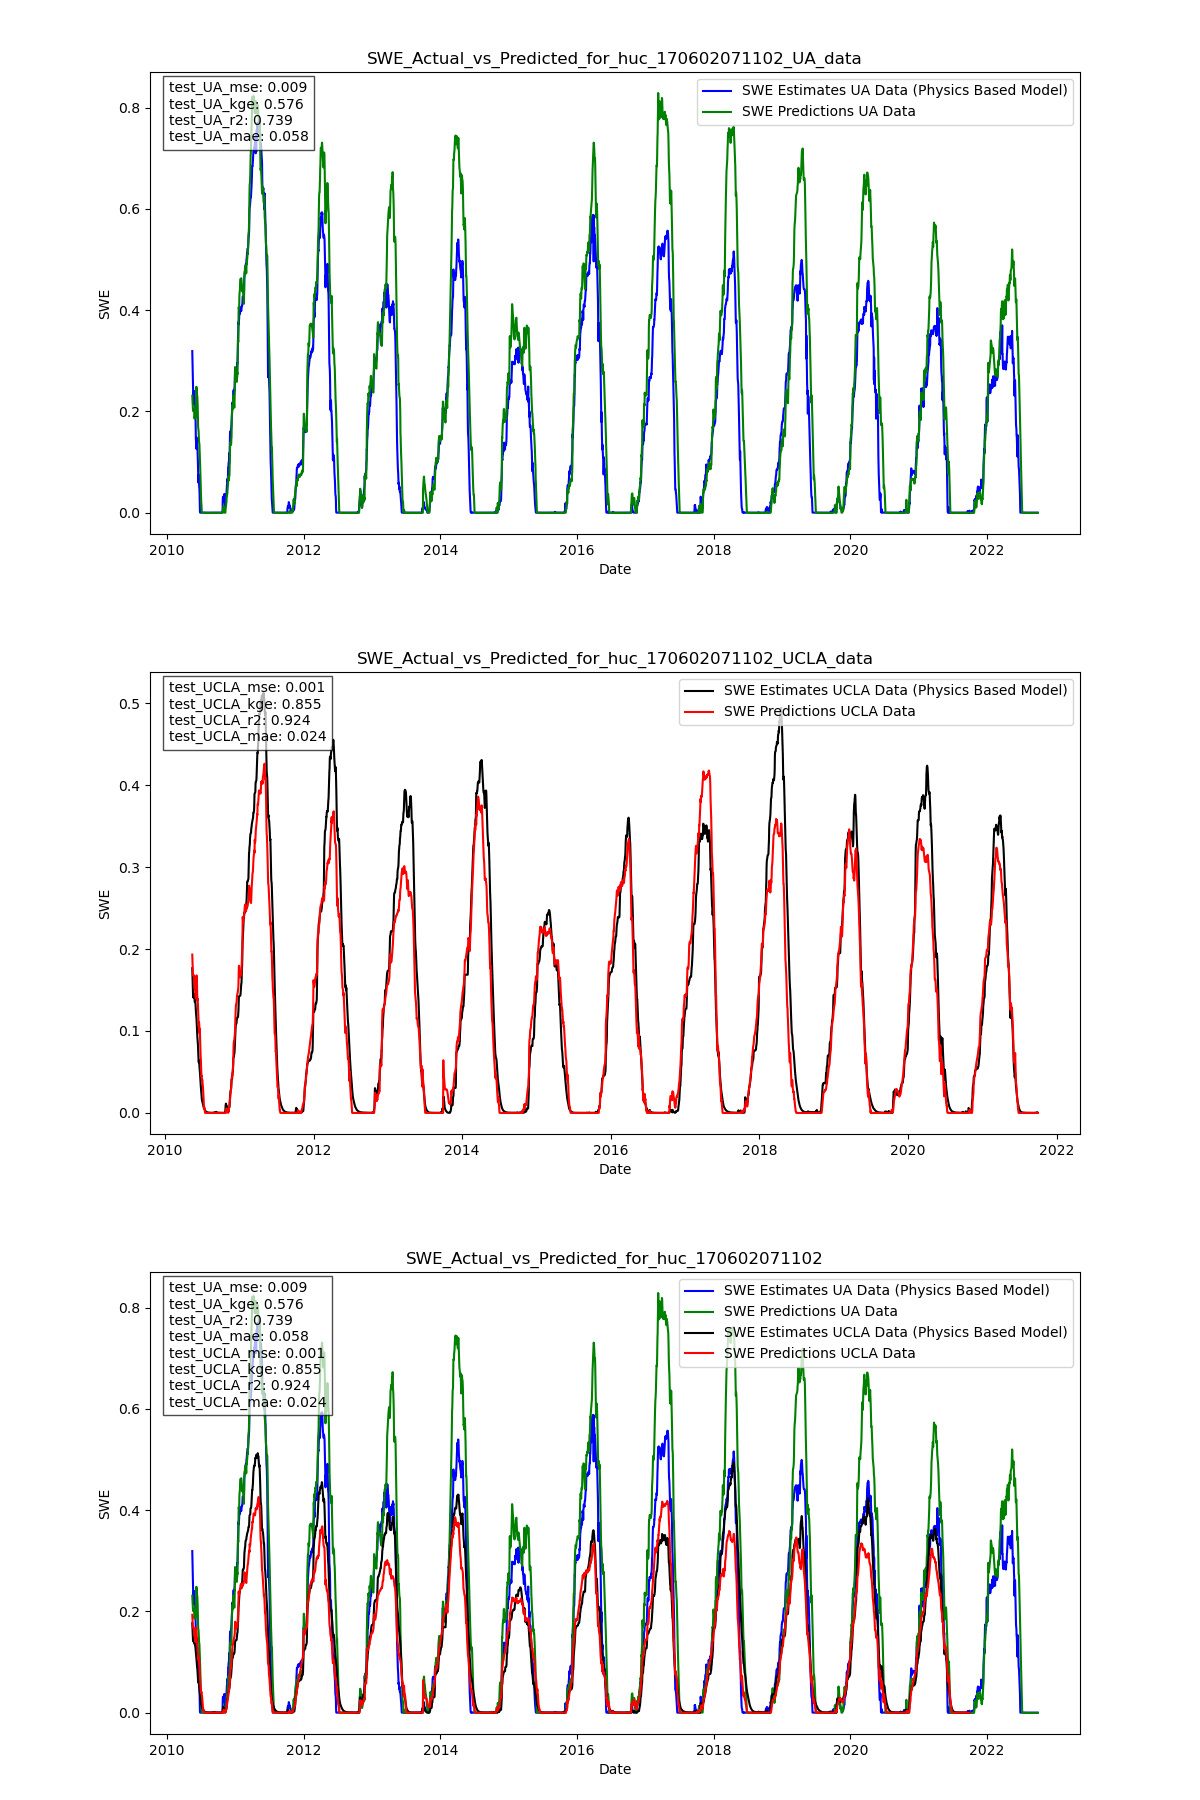 SWE_Actual_vs_Predicted_for_huc_170602071102_UA_data
test_UA_mse: 0.009
test_UA_kge: 0.576
test_UA_r2: 0.739
test_UA_mae: 0.058
SWE Estimates UA Data (Physics Based Model)
SWE Predictions UA Data
0.8
0.6
0.4
0.2
0.0
SWE
2010 2012 2014 2016 2018 2020 2022
Date
SWE_Actual_vs_Predicted_for_huc_170602071102_UCLA_data
test_UCLA_mse: 0.001
test_UCLA_kge: 0.855
test_UCLA_r2: 0.924
test_UCLA_mae: 0.024
SWE Estimates UCLA Data (Physics Based Model)
SWE Predictions UCLA Data
0.5
0.4
0.3
0.2
0.1
0.0
SWE
2010 2012 2014 2016 2018 2020 2022
Date
SWE_Actual_vs_Predicted_for_huc_170602071102
test_UA_mse: 0.009
test_UA_kge: 0.576
test_UA_r2: 0.739
test_UA_mae: 0.058
test_UCLA_mse: 0.001
test_UCLA_kge: 0.855
test_UCLA_r2: 0.924
test_UCLA_mae: 0.024
SWE Estimates UA Data (Physics Based Model)
SWE Predictions UA Data
SWE Estimates UCLA Data (Physics Based Model)
SWE Predictions UCLA Data
0.8
0.6
0.4
0.2
0.0
SWE
2010 2012 2014 2016 2018 2020 2022
Date